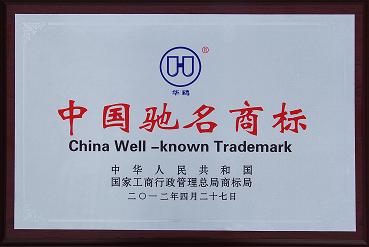 ®
华鸥
中国驰名商标
China Well -known Trademark
中华人民共和国
国家工商行政管理总局商标局
二〇一二年四月二十七日